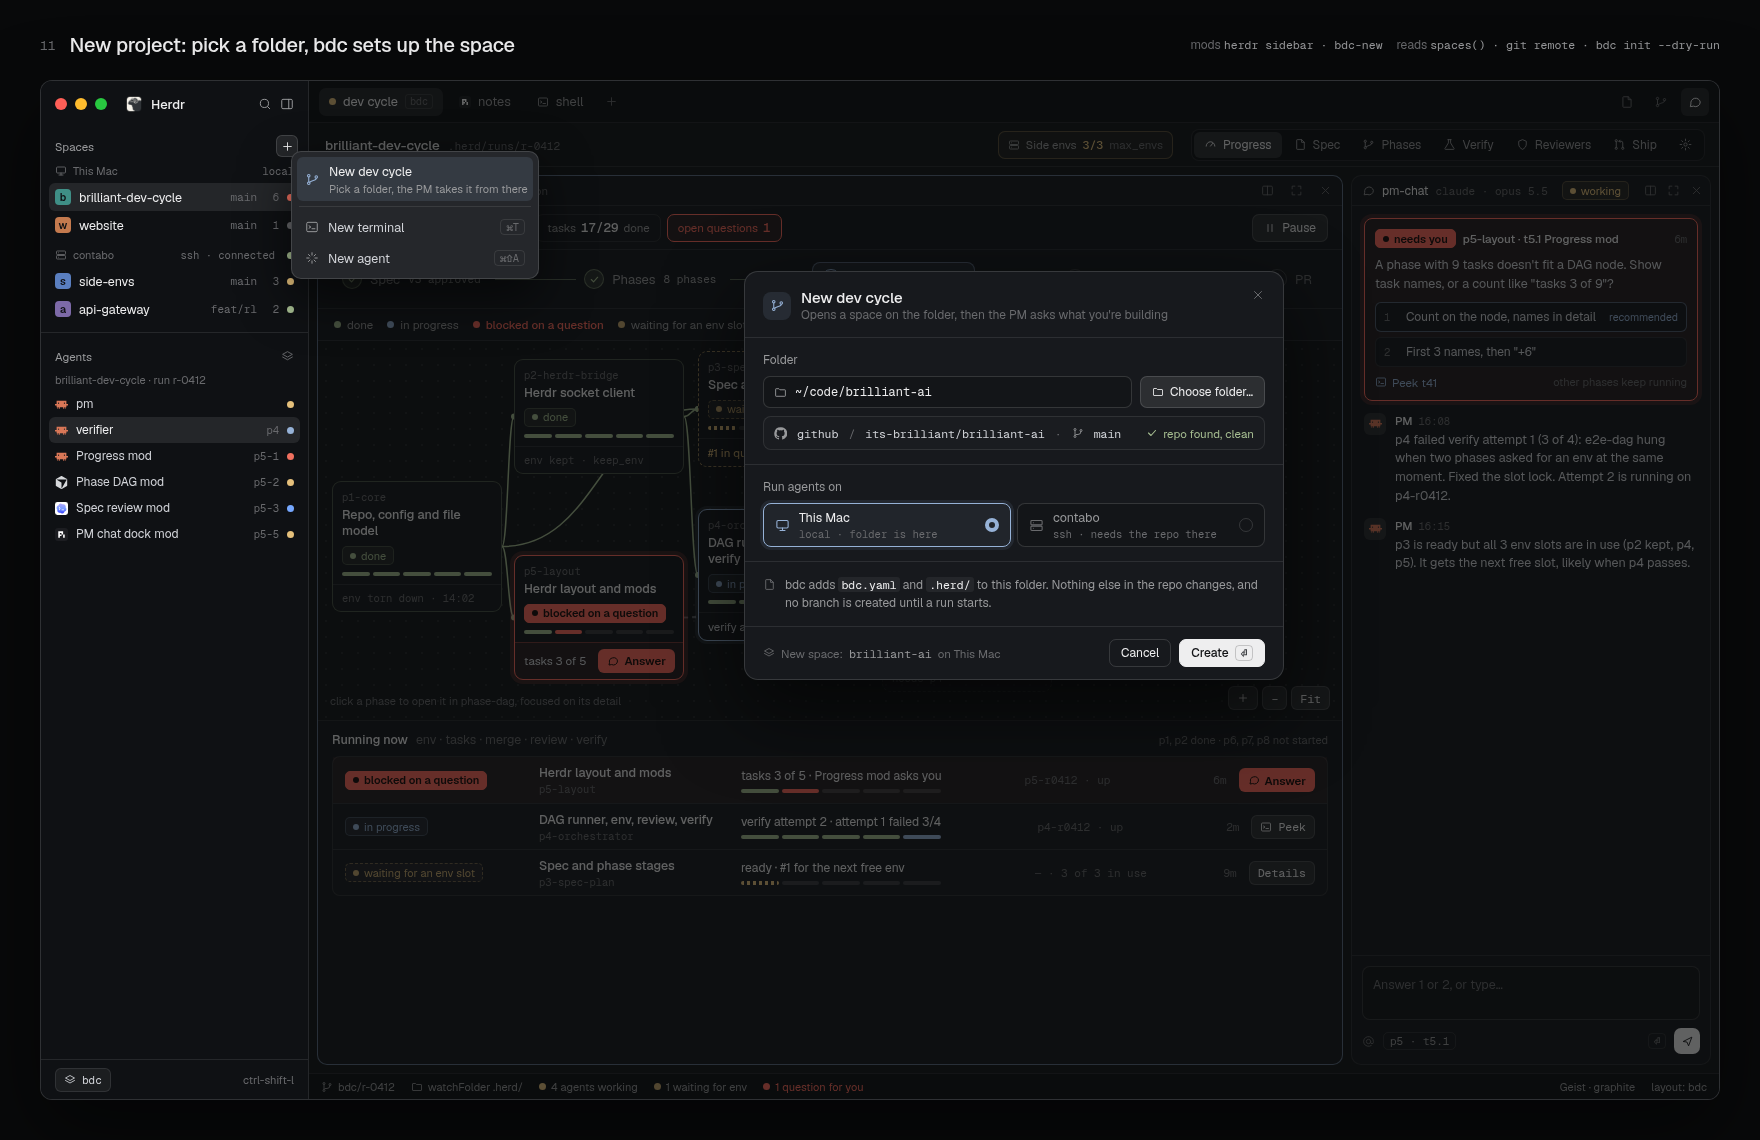 11 New project: pick a folder, bdc sets up the space
mods herdr sidebar · bdc-new reads spaces() · git remote · bdc init --dry-run
Herdr
Spaces
This Mac local
b brilliant-dev-cycle main 6
w website main 1
contabo ssh · connected
s side-envs main 3
a api-gateway feat/rl 2
Agents
brilliant-dev-cycle · run r-0412
pm
verifier p4
Progress mod p5-1
Phase DAG mod p5-2
Spec review mod p5-3
PM chat dock mod p5-5
bdc ctrl-shift-l
dev cycle bdc notes shell
brilliant-dev-cycle .herd/runs/r-0412
Side envs 3/3 max_envs
Progress Spec Phases Verify Reviewers Ship
New dev cycle
Pick a folder, the PM takes it from there
New terminal ⌘T
New agent ⌘⇧A
tasks 17/29 done open questions 1 Pause
Spec v3 approved Phases 8 phases PR
done in progress blocked on a question waiting for an env slot
p1-core
Repo, config and file
model
done
env torn down · 14:02
p2-herdr-bridge
Herdr socket client
done
env kept · keep_env
p5-layout
Herdr layout and mods
blocked on a question
tasks 3 of 5 Answer
p3-spe
Spec a
wai
#1 in qu
p4-orc
DAG ru
verify
in p
verify a
click a phase to open it in phase-dag, focused on its detail
+ − Fit
New dev cycle
Opens a space on the folder, then the PM asks what you're building
Folder
~/code/brilliant-ai Choose folder…
github / its-brilliant/brilliant-ai · main repo found, clean
Run agents on
This Mac
local · folder is here
contabo
ssh · needs the repo there
bdc adds bdc.yaml and .herd/ to this folder. Nothing else in the repo changes, and
no branch is created until a run starts.
New space: brilliant-ai on This Mac Cancel Create
Running now env · tasks · merge · review · verify p1, p2 done · p6, p7, p8 not started
blocked on a question Herdr layout and mods tasks 3 of 5 · Progress mod asks you p5-r0412 · up 6m Answer
p5-layout
in progress DAG runner, env, review, verify verify attempt 2 · attempt 1 failed 3/4 p4-r0412 · up 2m Peek
p4-orchestrator
waiting for an env slot Spec and phase stages ready · #1 for the next free env — · 3 of 3 in use 9m Details
p3-spec-plan
pm-chat claude · opus 5.5 working
needs you p5-layout · t5.1 Progress mod 6m
A phase with 9 tasks doesn't fit a DAG node. Show
task names, or a count like "tasks 3 of 9"?
1 Count on the node, names in detail recommended
2 First 3 names, then "+6"
Peek t41 other phases keep running
PM 16:08
p4 failed verify attempt 1 (3 of 4): e2e-dag hung
when two phases asked for an env at the same
moment. Fixed the slot lock. Attempt 2 is running on
p4-r0412.
PM 16:15
p3 is ready but all 3 env slots are in use (p2 kept, p4,
p5). It gets the next free slot, likely when p4 passes.
Answer 1 or 2, or type…
@ p5 · t5.1
bdc/r-0412 watchFolder .herd/ 4 agents working 1 waiting for env 1 question for you
Geist · graphite layout: bdc